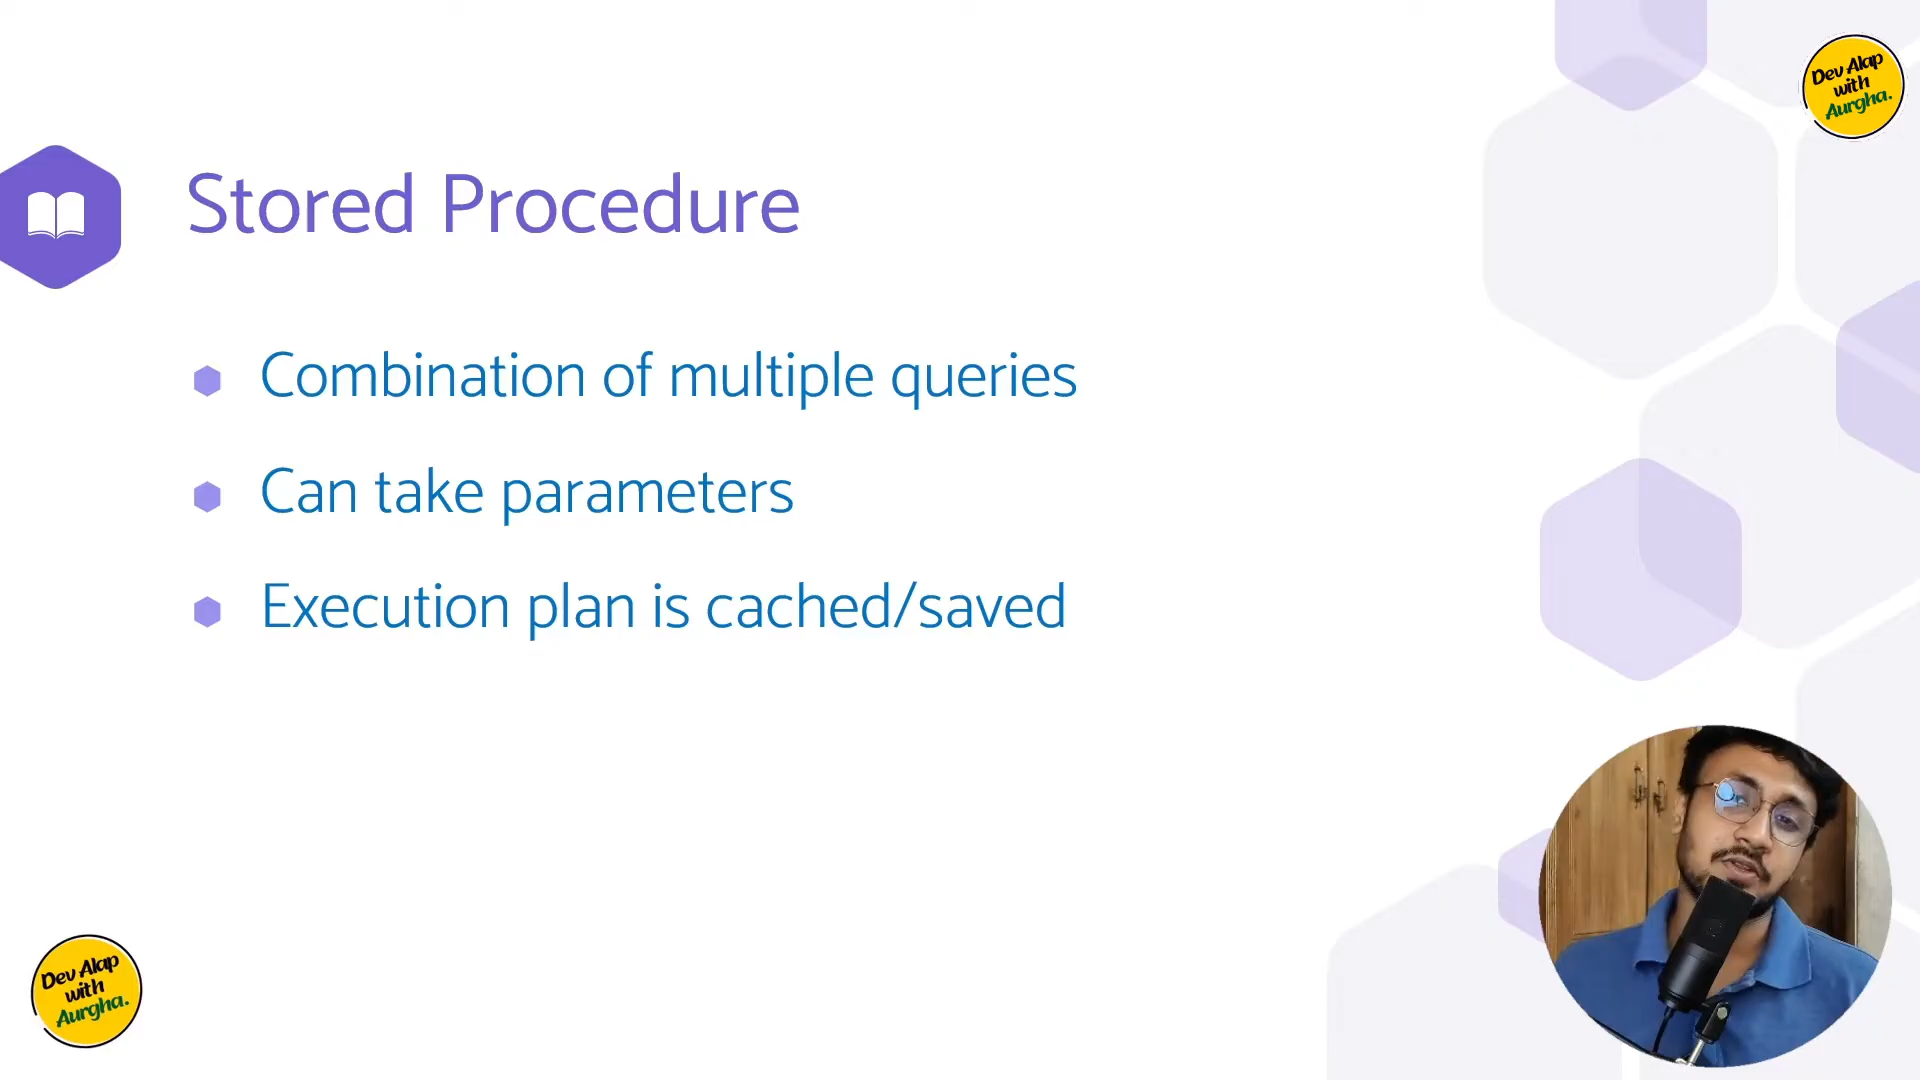 Dev Alap
with
Aurgha.
Stored Procedure
Combination of multiple queries
Can take parameters
Execution plan is cached/saved
Dev Alap
with
Aurgha.